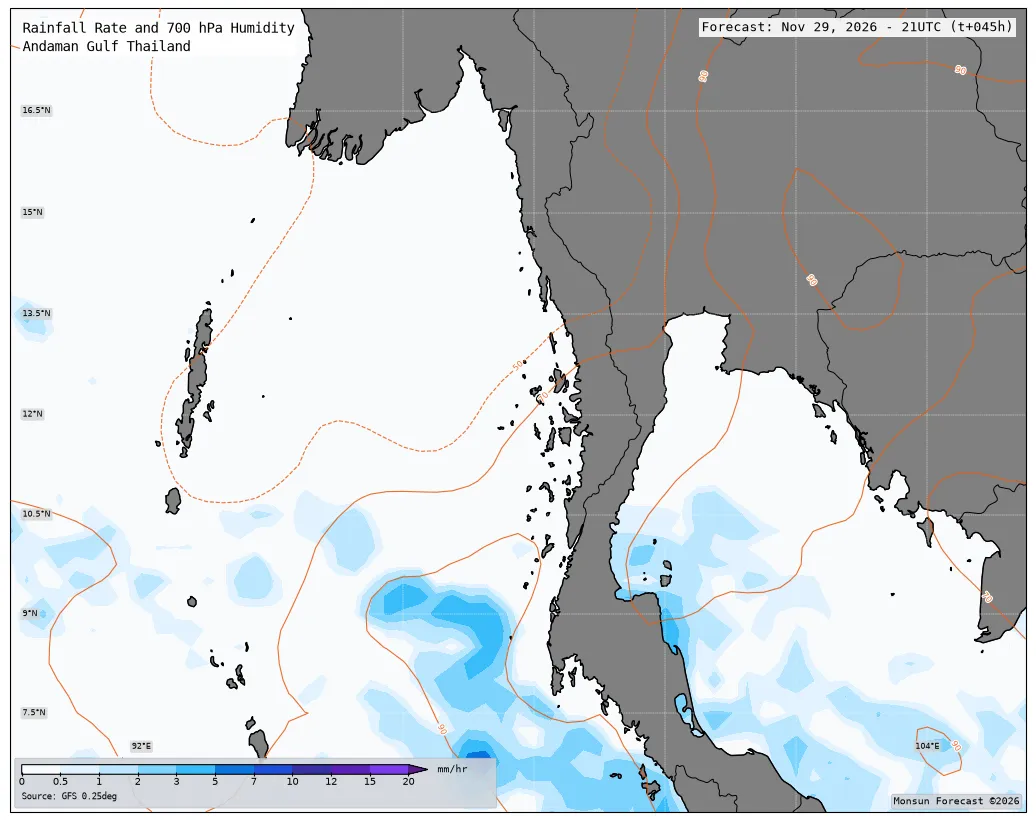 Rainfall Rate and 700 hPa Humidity
Andaman Gulf Thailand
Forecast: Nov 29, 2026 - 21UTC (t+045h)
90
90
16.5°N
15°N
90
13.5°N
50
70
12°N
10.5°N
9°N
70
7.5°N
90
92°E
104°E
90
0
0.5
1
2
3
5
7
10
12
15
20
mm/hr
Source: GFS 0.25deg
Monsun Forecast ©2026